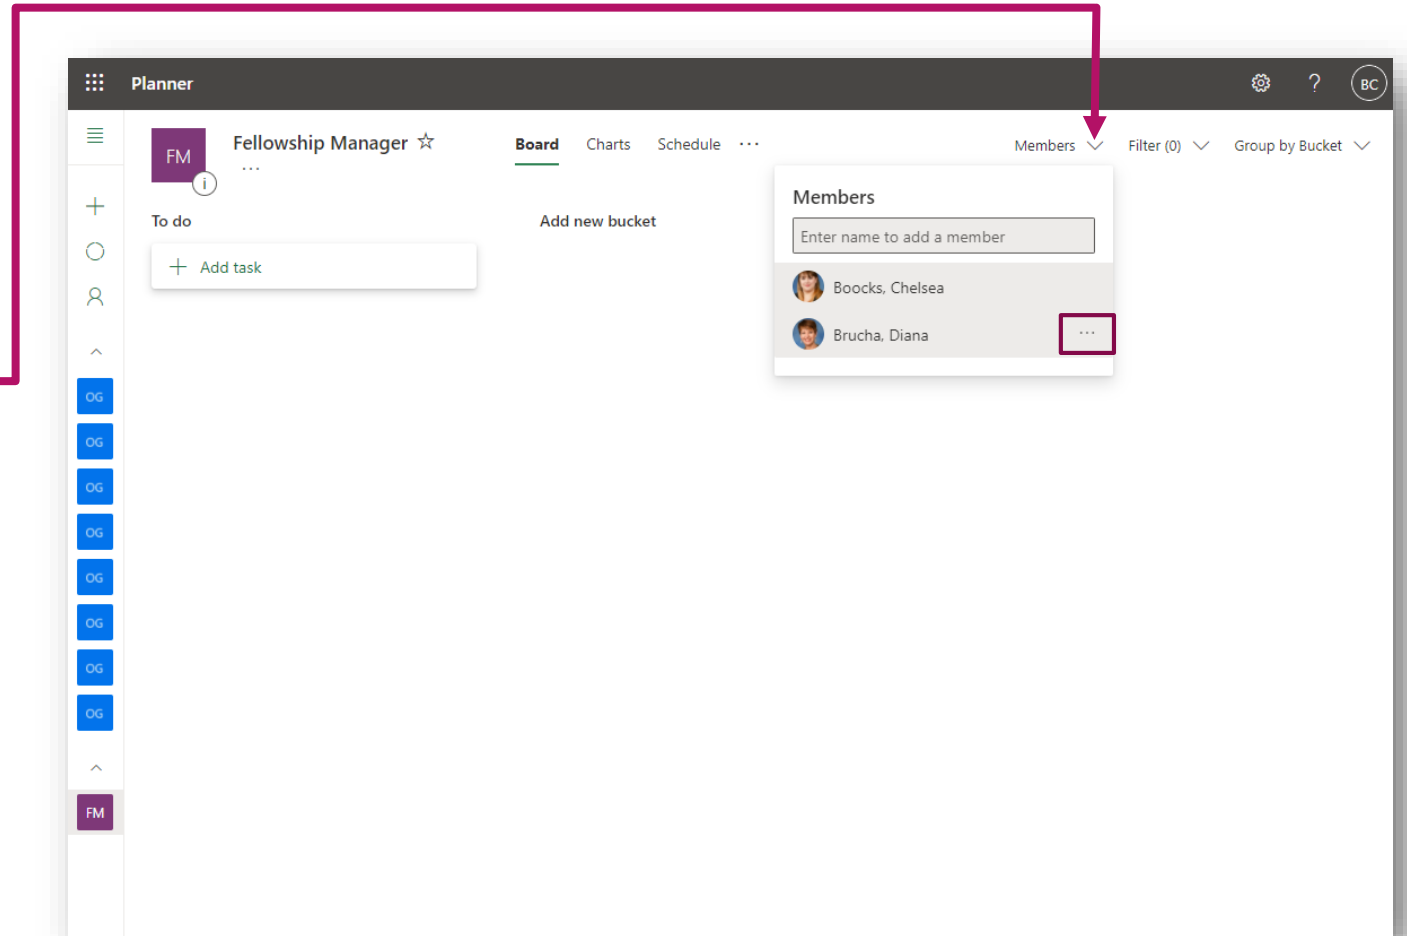 Planner
?
BC
FM
i
Fellowship Manager
...
Board Charts Schedule ...
Members Filter (0) Group by Bucket
To do
Add task
Add new bucket
Members
Enter name to add a member
Boocks, Chelsea
Brucha, Diana ...
OG
OG
OG
OG
OG
OG
OG
OG
FM